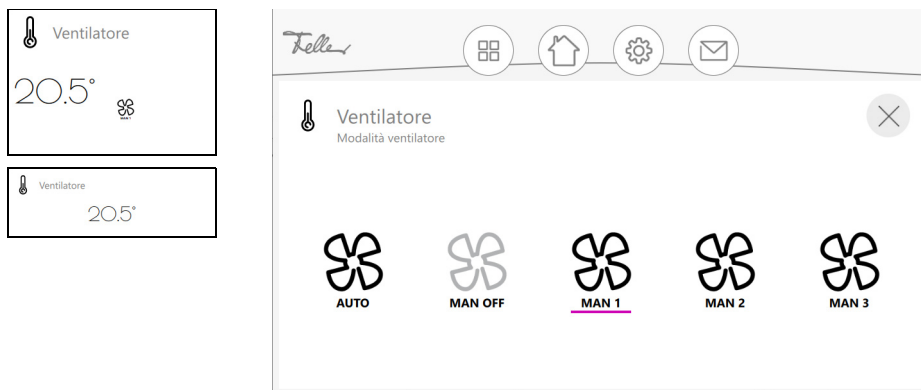 Ventilatore
20.5°
MAN 1
Ventilatore
20.5°
Feller
Ventilatore
Modalità ventilatore
AUTO
MAN OFF
MAN 1
MAN 2
MAN 3